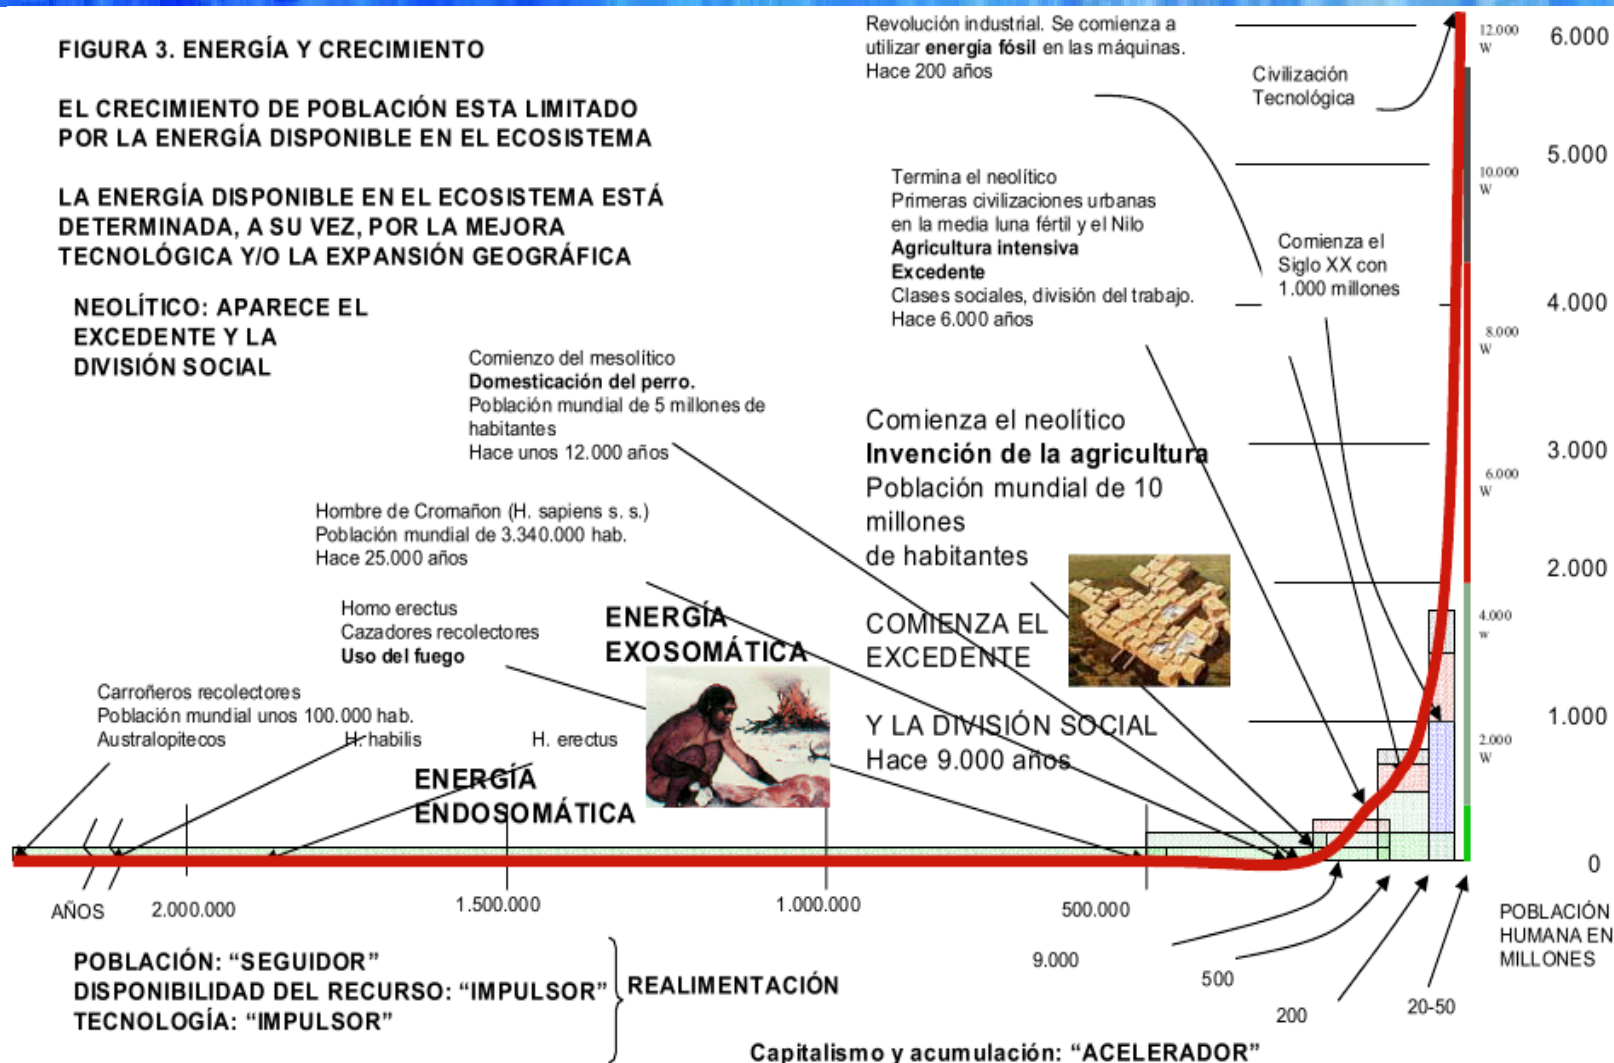 FIGURA 3. ENERGÍA Y CRECIMIENTO
EL CRECIMIENTO DE POBLACIÓN ESTA LIMITADO
POR LA ENERGÍA DISPONIBLE EN EL ECOSISTEMA
LA ENERGÍA DISPONIBLE EN EL ECOSISTEMA ESTÁ
DETERMINADA, A SU VEZ, POR LA MEJORA
TECNOLÓGICA Y/O LA EXPANSIÓN GEOGRÁFICA
NEOLÍTICO: APARECE EL
EXCEDENTE Y LA
DIVISIÓN SOCIAL
Revolución industrial. Se comienza a
utilizar energía fósil en las máquinas.
Hace 200 años
Civilización
Tecnológica
Termina el neolítico
Primeras civilizaciones urbanas
en la media luna fértil y el Nilo
Agricultura intensiva
Excedente
Clases sociales, división del trabajo.
Hace 6.000 años
Comienza el
Siglo XX con
1.000 millones
Comienzo del mesolítico
Domesticación del perro.
Población mundial de 5 millones de
habitantes
Hace unos 12.000 años
Comienza el neolítico
Invención de la agricultura
Población mundial de 10
millones
de habitantes
COMIENZA EL
EXCEDENTE
Y LA DIVISIÓN SOCIAL
Hace 9.000 años
Hombre de Cromañon (H. sapiens s. s.)
Población mundial de 3.340.000 hab.
Hace 25.000 años
Homo erectus
Cazadores recolectores
Uso del fuego
ENERGÍA
EXOSOMÁTICA
Carroñeros recolectores
Población mundial unos 100.000 hab.
Australopitecos
H. habilis
H. erectus
ENERGÍA
ENDOSOMÁTICA
12.000
W
10.000
W
8.000
W
6.000
W
4.000
w
2.000
W
6.000
5.000
4.000
3.000
2.000
1.000
0
AÑOS
2.000.000
1.500.000
1.000.000
500.000
9.000
500
200
20-50
POBLACIÓN
HUMANA EN
MILLONES
POBLACIÓN: “SEGUIDOR”
DISPONIBILIDAD DEL RECURSO: “IMPULSOR”
TECNOLOGÍA: “IMPULSOR”
REALIMENTACIÓN
Capitalismo y acumulación: “ACELERADOR”